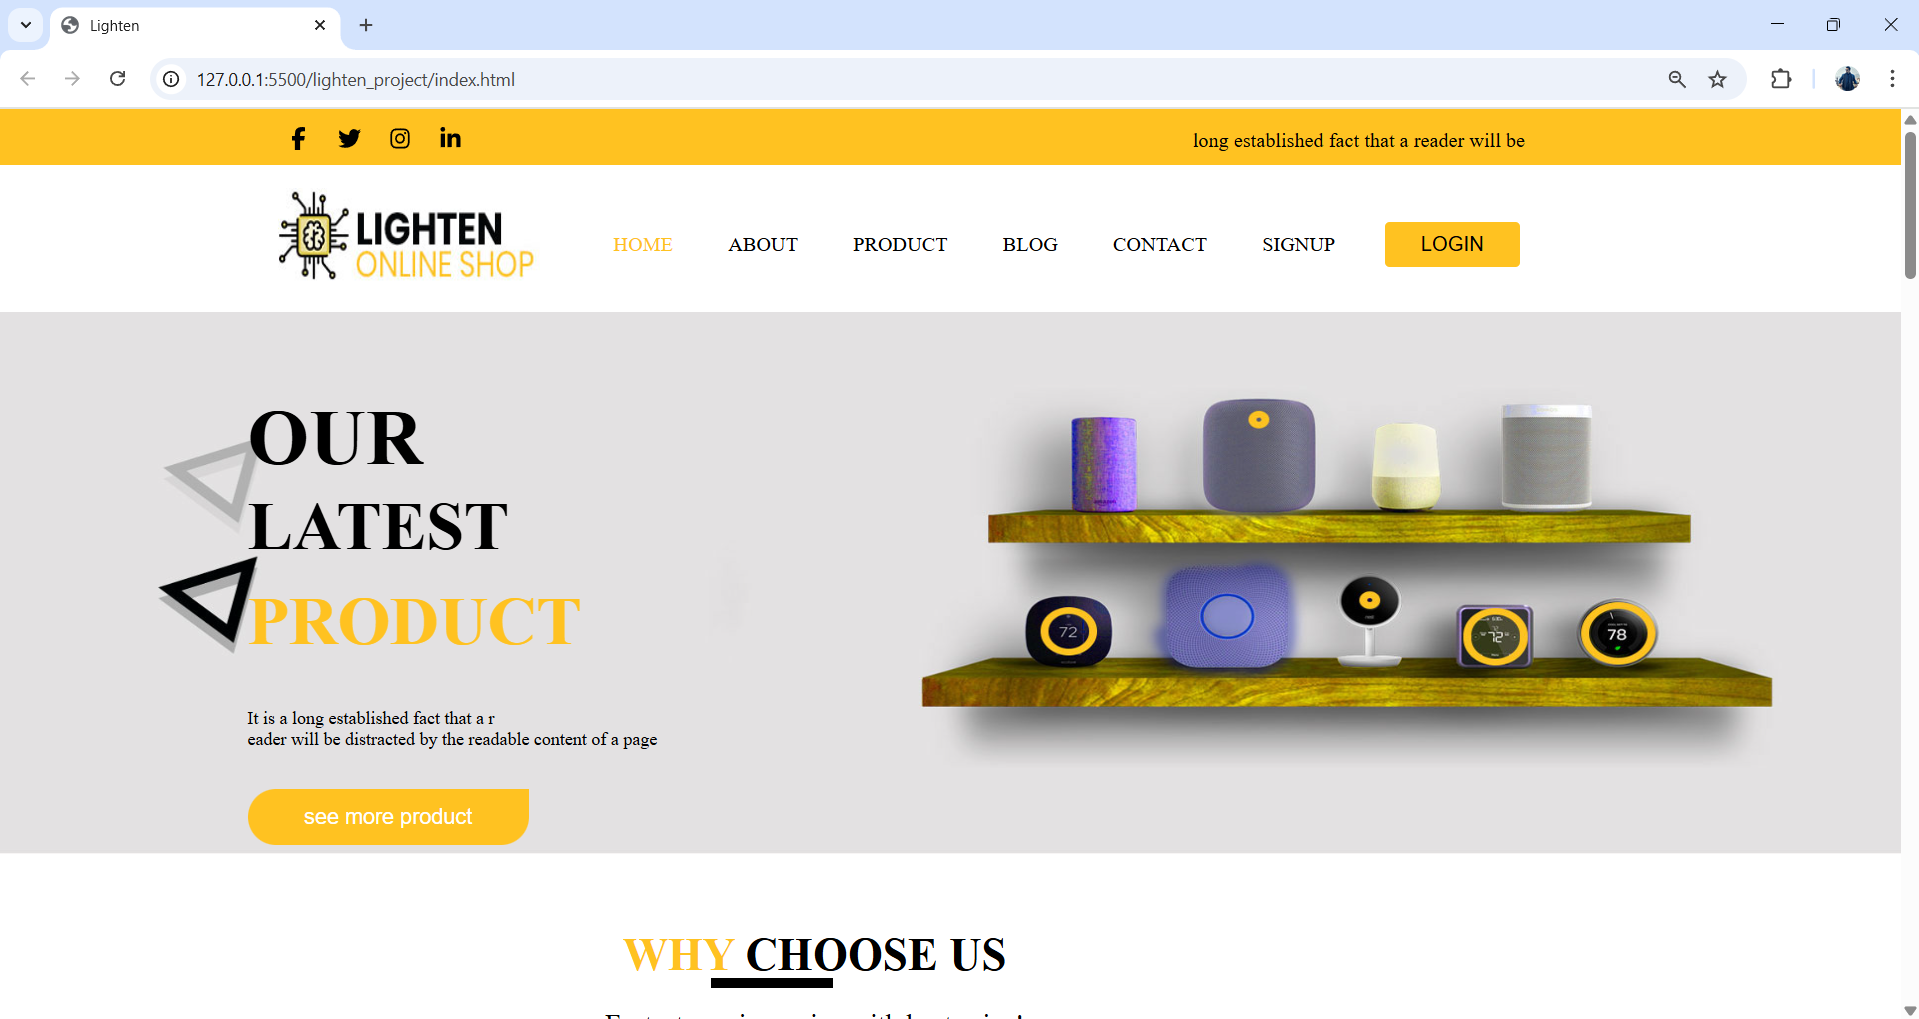 Lighten
127.0.0.1:5500/lighten_project/index.html
long established fact that a reader will be
LIGHTEN
ONLINE SHOP
HOME ABOUT PRODUCT BLOG CONTACT SIGNUP LOGIN
OUR
LATEST
PRODUCT
72
72
78
It is a long established fact that a r
eader will be distracted by the readable content of a page
see more product
WHY CHOOSE US